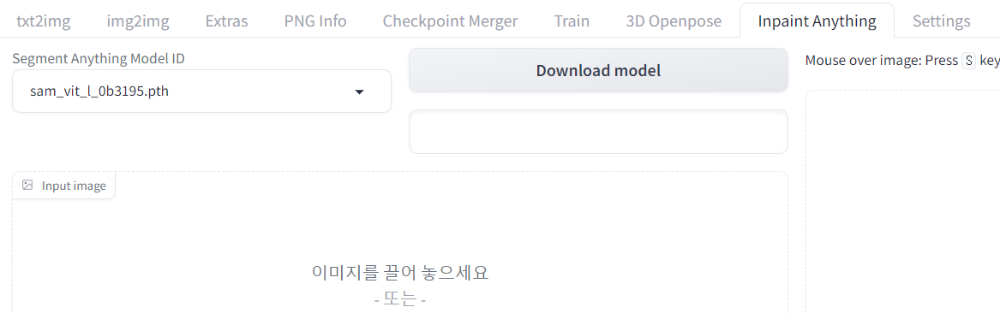 txt2img img2img Extras PNG Info Checkpoint Merger Train 3D Openpose Inpaint Anything Settings
Segment Anything Model ID
sam_vit_l_0b3195.pth
Download model
Mouse over image: Press S key
Input image
이미지를 끌어 놓으세요
- 또는 -